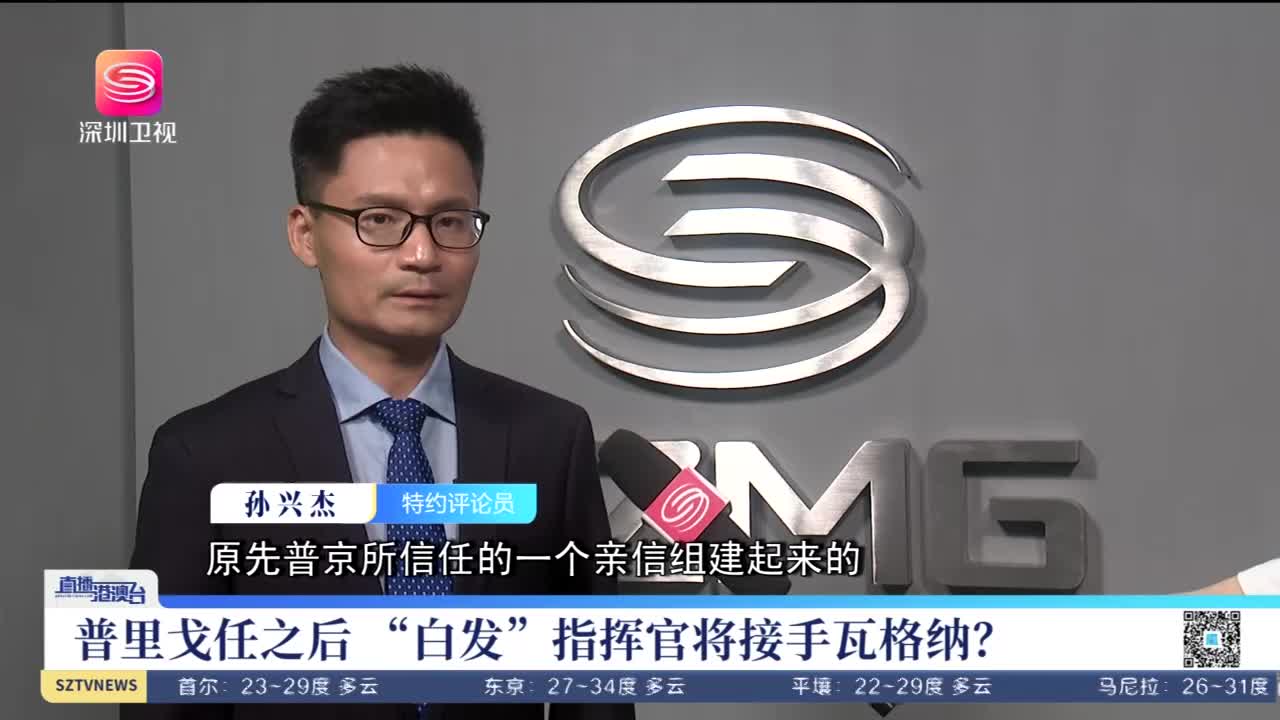 深圳卫视
SMG
孙兴杰
特约评论员
原先普京所信任的一个亲信组建起来的
直播港澳台
普里戈任之后 “白发”指挥官将接手瓦格纳?
SZTVNEWS
首尔：23~29度 多云 东京：27~34度 多云 平壤：22~29度 多云 马尼拉：26~31度